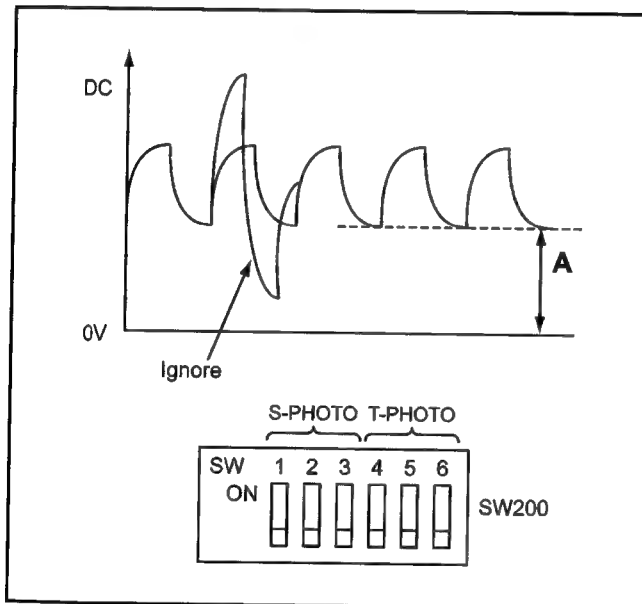 DC
A
0V
Ignore
S-PHOTO T-PHOTO
SW 1 2 3 4 5 6
ON
SW200